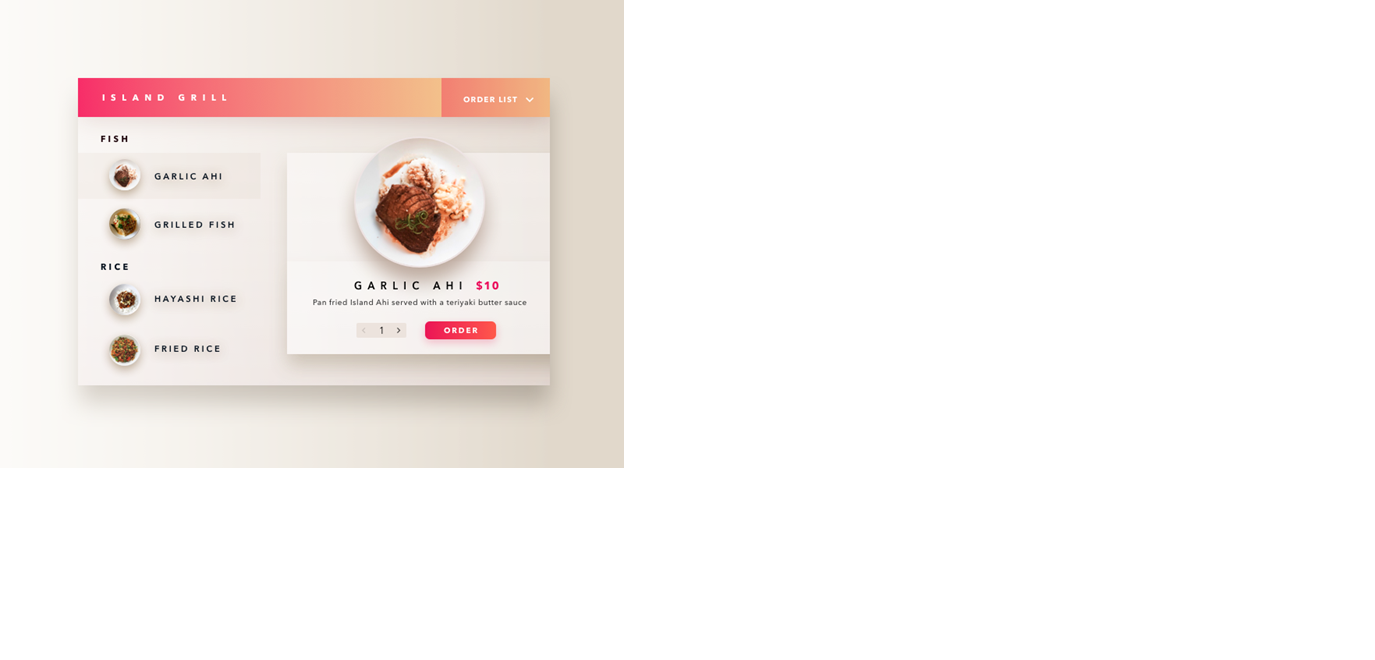 ISLAND GRILL
ORDER LIST
FISH
GARLIC AHI
GRILLED FISH
RICE
HAYASHI RICE
FRIED RICE
GARLIC AHI $10
Pan fried Island Ahi served with a teriyaki butter sauce
1
ORDER